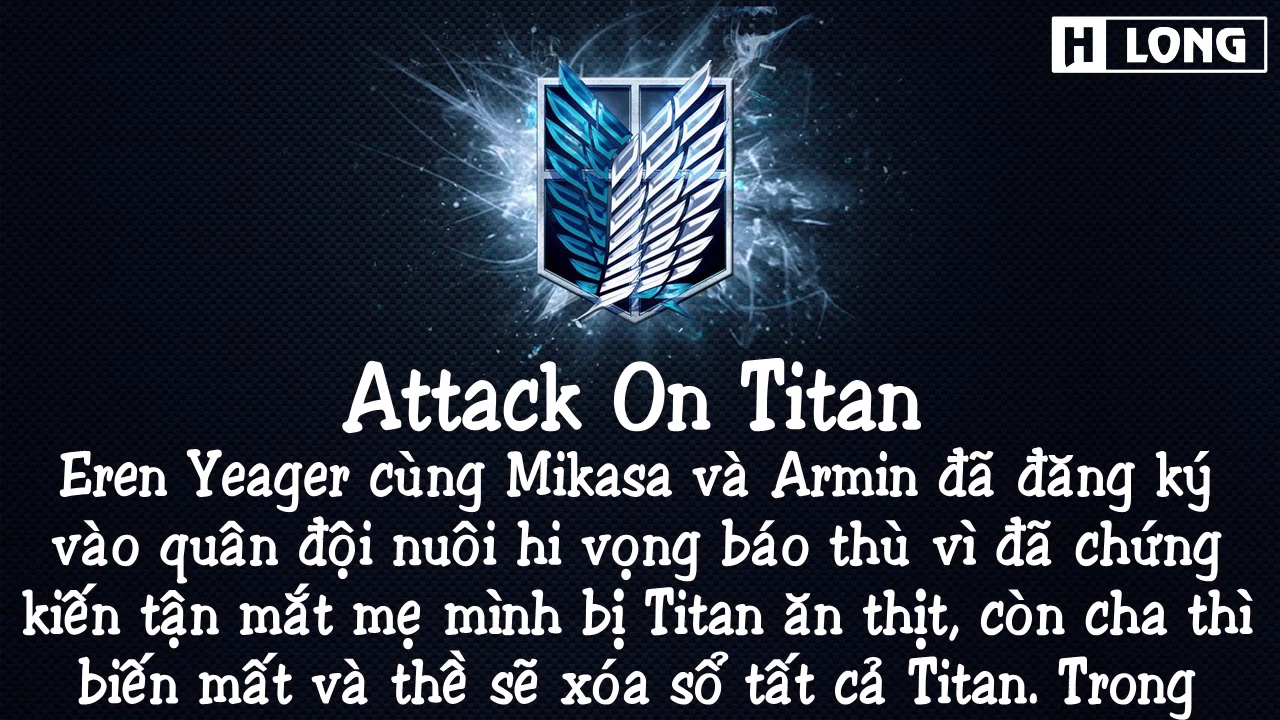 H LONG
Attack On Titan
Eren Yeager cùng Mikasa và Armin đã đăng ký
vào quân đội nuôi hi vọng báo thù vì đã chứng
kiến tận mắt mẹ mình bị Titan ăn thịt, còn cha thì
biến mất và thề sẽ xóa sổ tất cả Titan. Trong